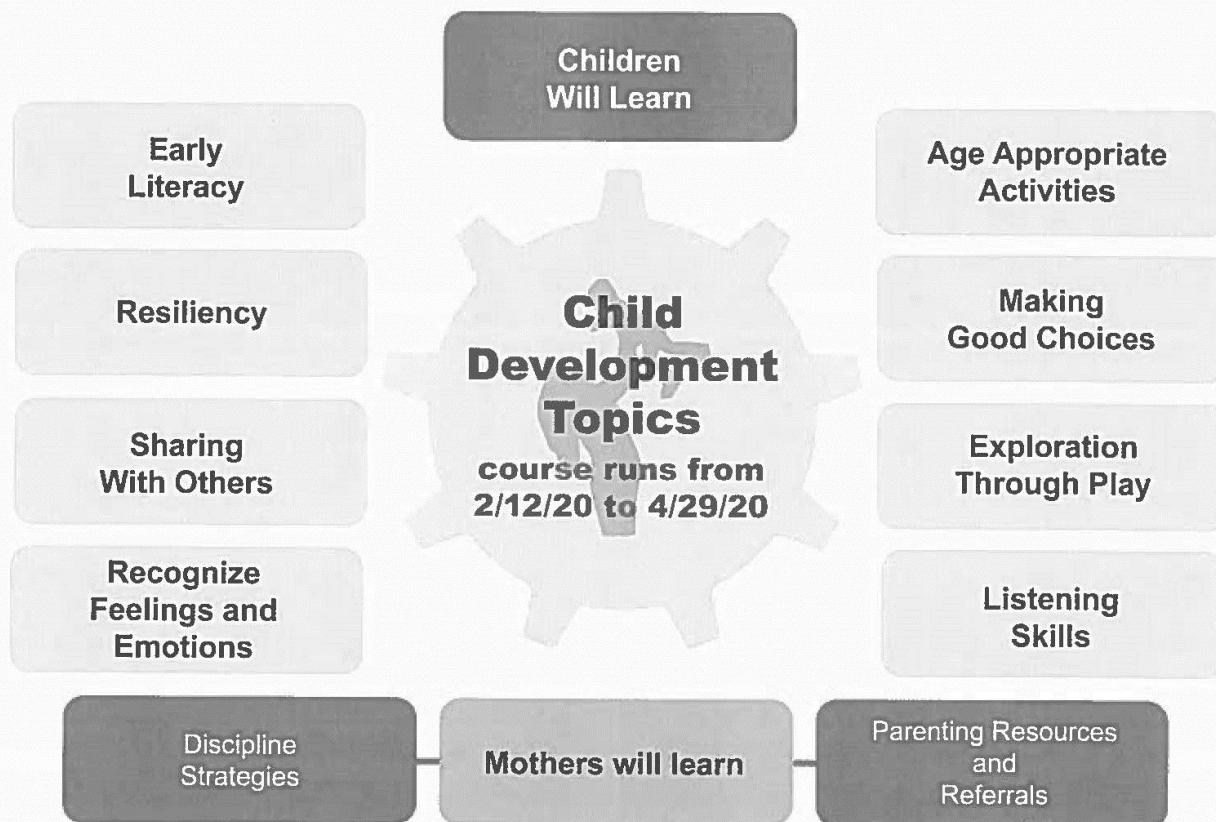 Children
Will Learn
Early
Literacy
Age Appropriate
Activities
Resiliency
Making
Good Choices
Child
Development
Topics
course runs from
2/12/20 to 4/29/20
Sharing
With Others
Exploration
Through Play
Recognize
Feelings and
Emotions
Listening
Skills
Discipline
Strategies
Mothers will learn
Parenting Resources
and
Referrals